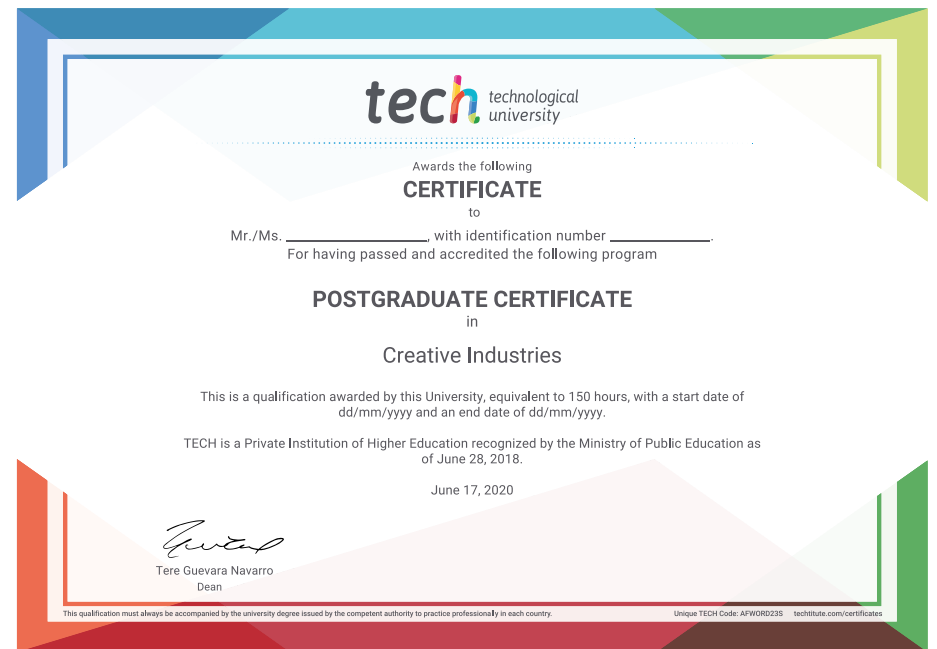 tech technological
university
Awards the following
CERTIFICATE
to
Mr./Ms. ____________________, with identification number ______________.
For having passed and accredited the following program
POSTGRADUATE CERTIFICATE
in
Creative Industries
This is a qualification awarded by this University, equivalent to 150 hours, with a start date of
dd/mm/yyyy and an end date of dd/mm/yyyy.
TECH is a Private Institution of Higher Education recognized by the Ministry of Public Education as
of June 28, 2018.
June 17, 2020
Tere Guevara Navarro
Dean
This qualification must always be accompanied by the university degree issued by the competent authority to practice professionally in each country. Unique TECH Code: AFWORD23S techtitute.com/certificates